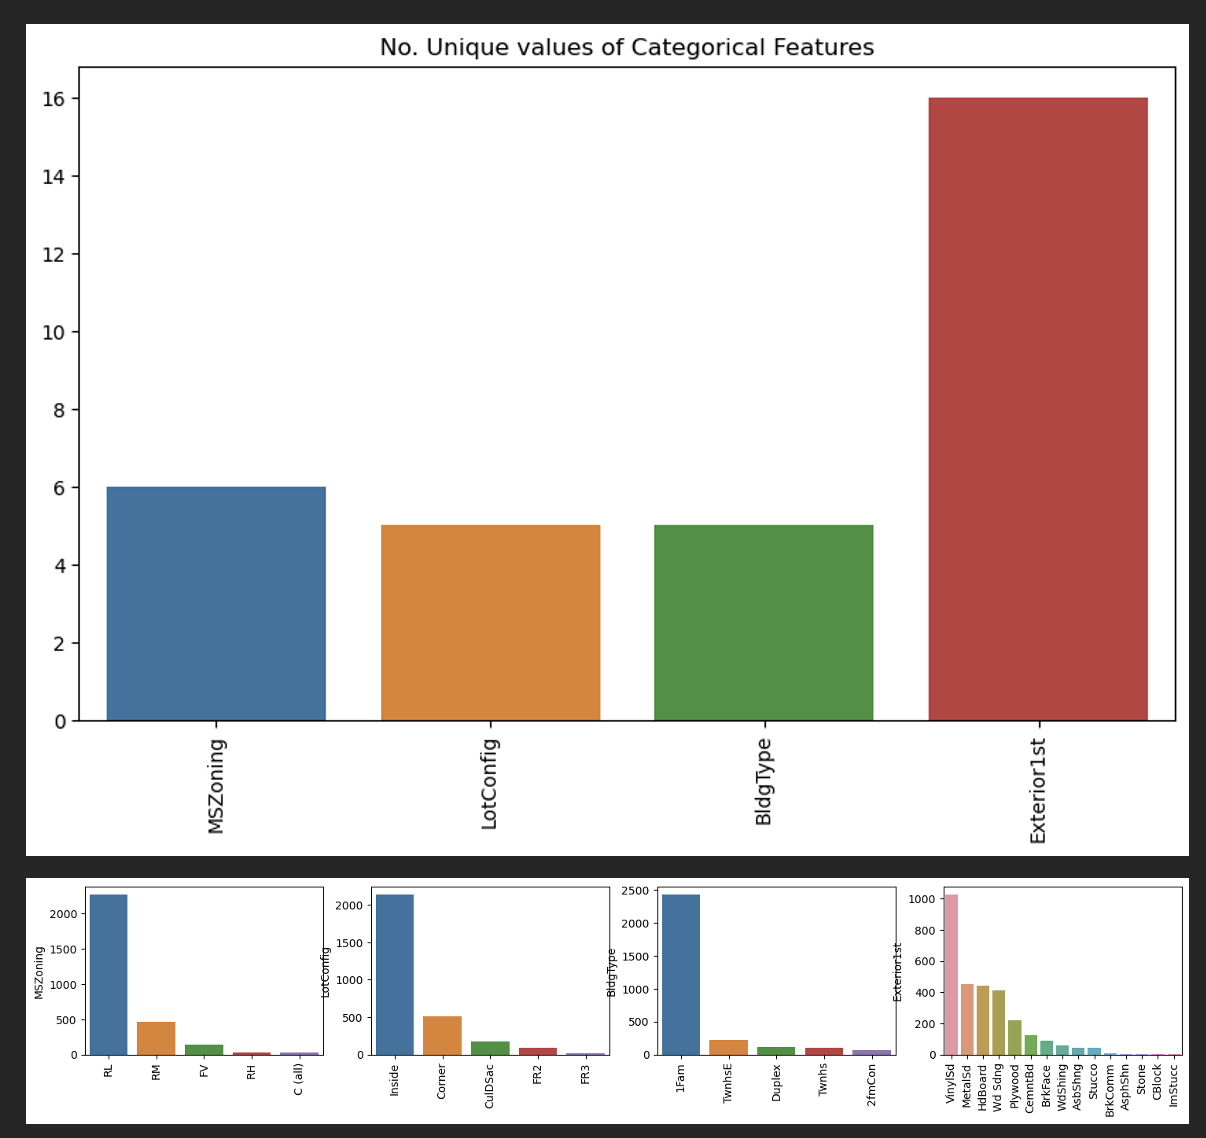 No. Unique values of Categorical Features
16
14
12
10
8
6
4
2
0
MSZoning
LotConfig
BldgType
Exterior1st
MSZoning
2000
1500
1000
500
0
RL
RM
FV
RH
C (all)
LotConfig
2000
1500
1000
500
0
Inside
Corner
CulDSac
FR2
FR3
BldgType
2500
2000
1500
1000
500
0
1Fam
TwnhsE
Duplex
Twnhs
2fmCon
Exterior1st
1000
800
600
400
200
0
VinylSd
MetalSd
HdBoard
Wd Sdng
Plywood
CemntBd
BrkFace
WdShing
AsbShng
Stucco
BrkComm
AsphShn
Stone
CBlock
ImStucc